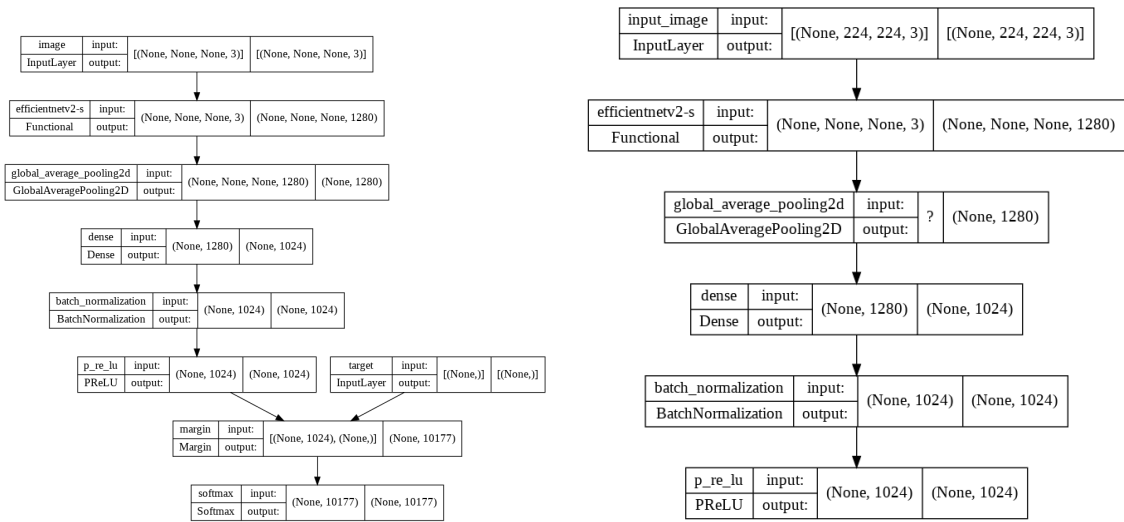 image input: [(None, None, None, 3)] [(None, None, None, 3)]
InputLayer output:
efficientnetv2-s input: (None, None, None, 3) (None, None, None, 1280)
Functional output:
global_average_pooling2d input: (None, None, None, 1280) (None, 1280)
GlobalAveragePooling2D output:
dense input: (None, 1280) (None, 1024)
Dense output:
batch_normalization input: (None, 1024) (None, 1024)
BatchNormalization output:
p_re_lu input: (None, 1024) (None, 1024)
PReLU output:
target input: [(None,)] [(None,)]
InputLayer output:
margin input: [(None, 1024), (None,)] (None, 10177)
Margin output:
softmax input: (None, 10177) (None, 10177)
Softmax output:
input_image input: [(None, 224, 224, 3)] [(None, 224, 224, 3)]
InputLayer output:
efficientnetv2-s input: (None, None, None, 3) (None, None, None, 1280)
Functional output:
global_average_pooling2d input: ? (None, 1280)
GlobalAveragePooling2D output:
dense input: (None, 1280) (None, 1024)
Dense output:
batch_normalization input: (None, 1024) (None, 1024)
BatchNormalization output:
p_re_lu input: (None, 1024) (None, 1024)
PReLU output: